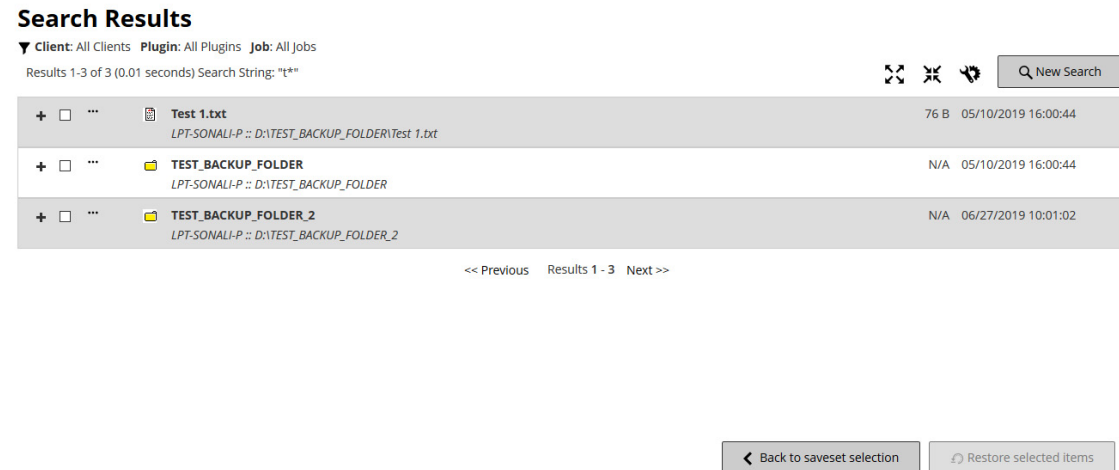 Search Results
Client: All Clients Plugin: All Plugins Job: All Jobs
Results 1-3 of 3 (0.01 seconds) Search String: "t*"
New Search
Test 1.txt 76 B 05/10/2019 16:00:44
LPT-SONALI-P :: D:\TEST_BACKUP_FOLDER\Test 1.txt
TEST_BACKUP_FOLDER N/A 05/10/2019 16:00:44
LPT-SONALI-P :: D:\TEST_BACKUP_FOLDER
TEST_BACKUP_FOLDER_2 N/A 06/27/2019 10:01:02
LPT-SONALI-P :: D:\TEST_BACKUP_FOLDER_2
<< Previous Results 1 - 3 Next >>
Back to saveset selection Restore selected items